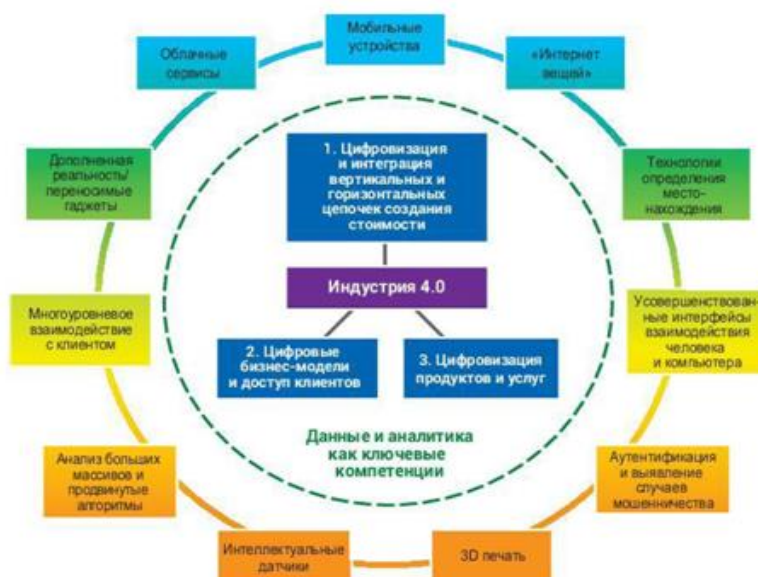 Мобильные
устройства
Облачные
сервисы
«Интернет
вещей»
Дополненная
реальность/
переносимые
гаджеты
1. Цифровизация
и интеграция
вертикальных и
горизонтальных
цепочек создания
стоимости
Технологии
определения
место-
нахождения
Индустрия 4.0
Многоуровневое
взаимодействие
с клиентом
Усовершенствован-
ные интерфейсы
взаимодействия
человека
и компьютера
2. Цифровые
бизнес-модели
и доступ клиентов
3. Цифровизация
продуктов и услуг
Данные и аналитика
как ключевые
компетенции
Анализ больших
массивов и
продвинутые
алгоритмы
Аутентификация
и выявление
случаев
мошенничества
Интеллектуальные
датчики
3D печать